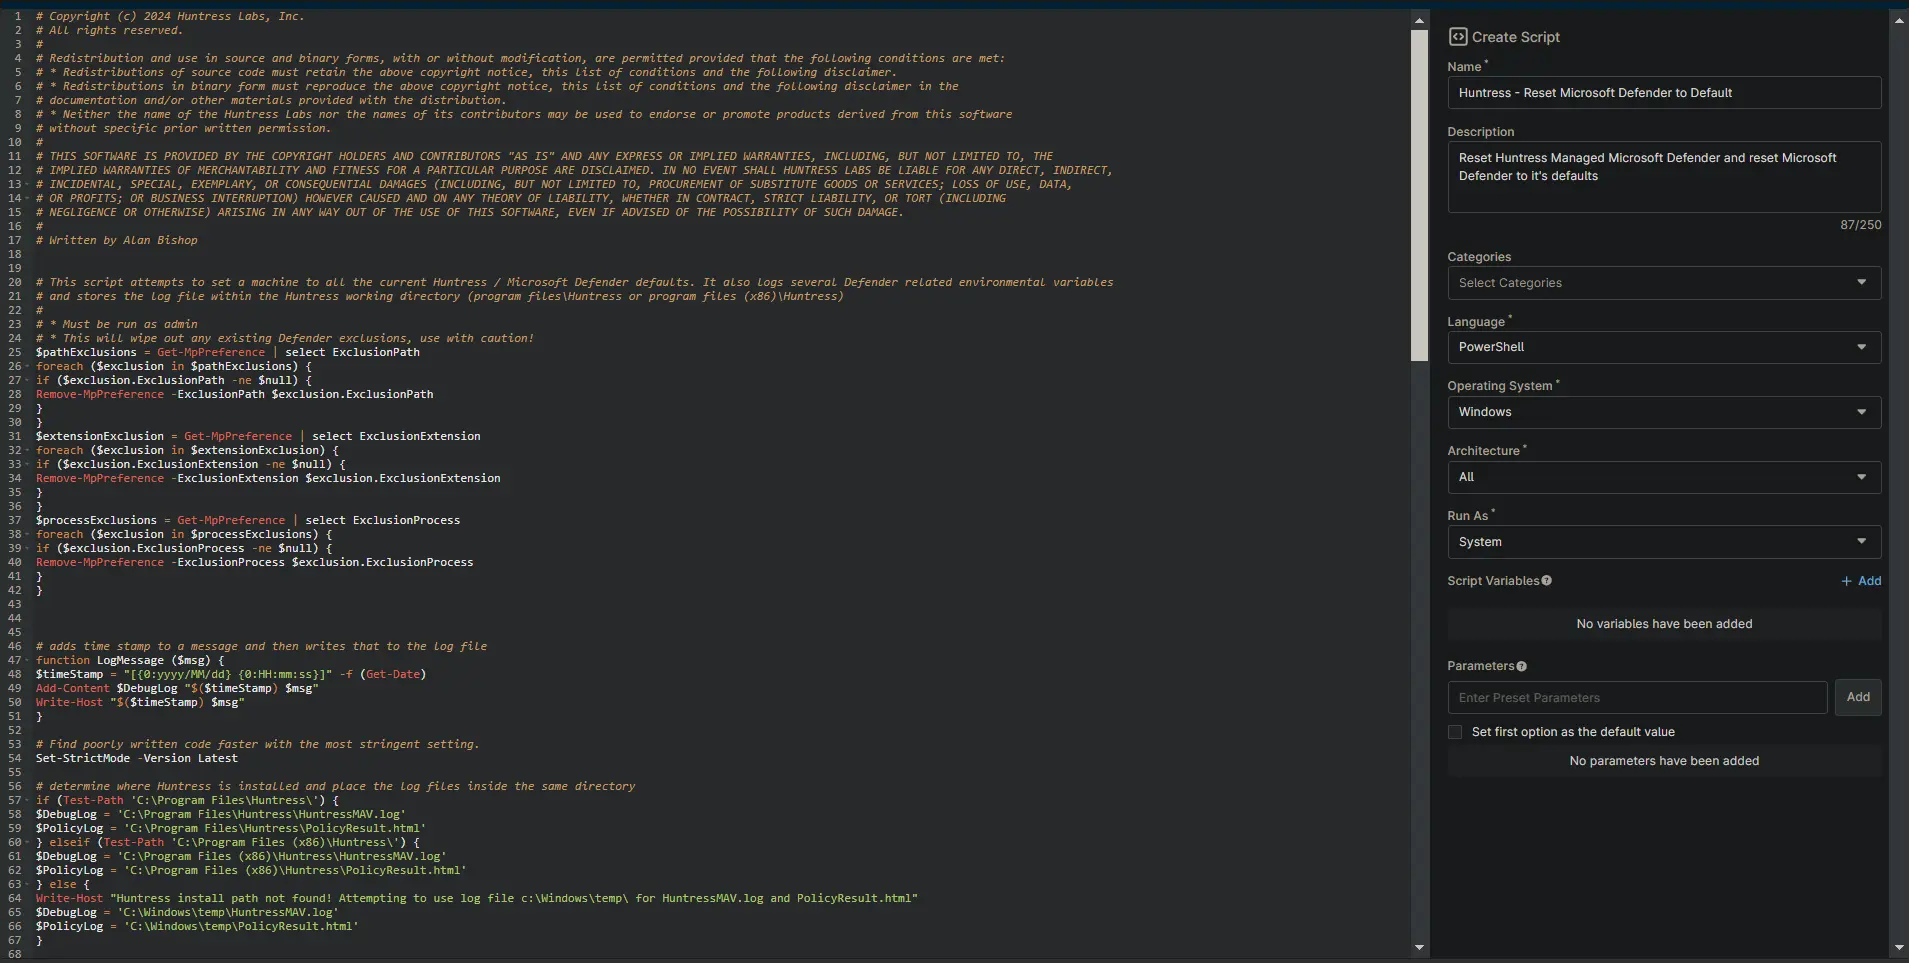 1 # Copyright (c) 2024 Huntress Labs, Inc.
2 # All rights reserved.
3 #
4 # Redistribution and use in source and binary forms, with or without modification, are permitted provided that the following conditions are met:
5 # * Redistributions of source code must retain the above copyright notice, this list of conditions and the following disclaimer.
6 # * Redistributions in binary form must reproduce the above copyright notice, this list of conditions and the following disclaimer in the
7 # documentation and/or other materials provided with the distribution.
8 # * Neither the name of the Huntress Labs nor the names of its contributors may be used to endorse or promote products derived from this software
9 # without specific prior written permission.
10 #
11 # THIS SOFTWARE IS PROVIDED BY THE COPYRIGHT HOLDERS AND CONTRIBUTORS "AS IS" AND ANY EXPRESS OR IMPLIED WARRANTIES, INCLUDING, BUT NOT LIMITED TO, THE
12 # IMPLIED WARRANTIES OF MERCHANTABILITY AND FITNESS FOR A PARTICULAR PURPOSE ARE DISCLAIMED. IN NO EVENT SHALL HUNTRESS LABS BE LIABLE FOR ANY DIRECT, INDIRECT,
13 # INCIDENTAL, SPECIAL, EXEMPLARY, OR CONSEQUENTIAL DAMAGES (INCLUDING, BUT NOT LIMITED TO, PROCUREMENT OF SUBSTITUTE GOODS OR SERVICES; LOSS OF USE, DATA,
14 # OR PROFITS; OR BUSINESS INTERRUPTION) HOWEVER CAUSED AND ON ANY THEORY OF LIABILITY, WHETHER IN CONTRACT, STRICT LIABILITY, OR TORT (INCLUDING
15 # NEGLIGENCE OR OTHERWISE) ARISING IN ANY WAY OUT OF THE USE OF THIS SOFTWARE, EVEN IF ADVISED OF THE POSSIBILITY OF SUCH DAMAGE.
16 #
17 # Written by Alan Bishop
18
19
20 # This script attempts to set a machine to all the current Huntress / Microsoft Defender defaults. It also logs several Defender related environmental variables
21 # and stores the log file within the Huntress working directory (program files\Huntress or program files (x86)\Huntress)
22 #
23 # * Must be run as admin
24 # * This will wipe out any existing Defender exclusions, use with caution!
25 $pathExclusions = Get-MpPreference | select ExclusionPath
26 foreach ($exclusion in $pathExclusions) {
27 if ($exclusion.ExclusionPath -ne $null) {
28 Remove-MpPreference -ExclusionPath $exclusion.ExclusionPath
29 }
30 }
31 $extensionExclusion = Get-MpPreference | select ExclusionExtension
32 foreach ($exclusion in $extensionExclusion) {
33 if ($exclusion.ExclusionExtension -ne $null) {
34 Remove-MpPreference -ExclusionExtension $exclusion.ExclusionExtension
35 }
36 }
37 $processExclusions = Get-MpPreference | select ExclusionProcess
38 foreach ($exclusion in $processExclusions) {
39 if ($exclusion.ExclusionProcess -ne $null) {
40 Remove-MpPreference -ExclusionProcess $exclusion.ExclusionProcess
41 }
42 }
43
44
45
46 # adds time stamp to a message and then writes that to the log file
47 function LogMessage ($msg) {
48 $timeStamp = "[{0:yyyy/MM/dd} {0:HH:mm:ss}]" -f (Get-Date)
49 Add-Content $DebugLog "$($timeStamp) $msg"
50 Write-Host "$($timeStamp) $msg"
51 }
52
53 # Find poorly written code faster with the most stringent setting.
54 Set-StrictMode -Version Latest
55
56 # determine where Huntress is installed and place the log files inside the same directory
57 if (Test-Path 'C:\Program Files\Huntress\') {
58 $DebugLog = 'C:\Program Files\Huntress\HuntressMAV.log'
59 $PolicyLog = 'C:\Program Files\Huntress\PolicyResult.html'
60 } elseif (Test-Path 'C:\Program Files (x86)\Huntress\') {
61 $DebugLog = 'C:\Program Files (x86)\Huntress\HuntressMAV.log'
62 $PolicyLog = 'C:\Program Files (x86)\Huntress\PolicyResult.html'
63 } else {
64 Write-Host "Huntress install path not found! Attempting to use log file c:\Windows\temp\ for HuntressMAV.log and PolicyResult.html"
65 $DebugLog = 'C:\Windows\temp\HuntressMAV.log'
66 $PolicyLog = 'C:\Windows\temp\PolicyResult.html'
67 }
68
Create Script
Name *
Huntress - Reset Microsoft Defender to Default
Description
Reset Huntress Managed Microsoft Defender and reset Microsoft
Defender to it's defaults
87/250
Categories
Select Categories
Language *
PowerShell
Operating System *
Windows
Architecture *
All
Run As *
System
Script Variables ?
+ Add
No variables have been added
Parameters ?
Enter Preset Parameters
Add
Set first option as the default value
No parameters have been added